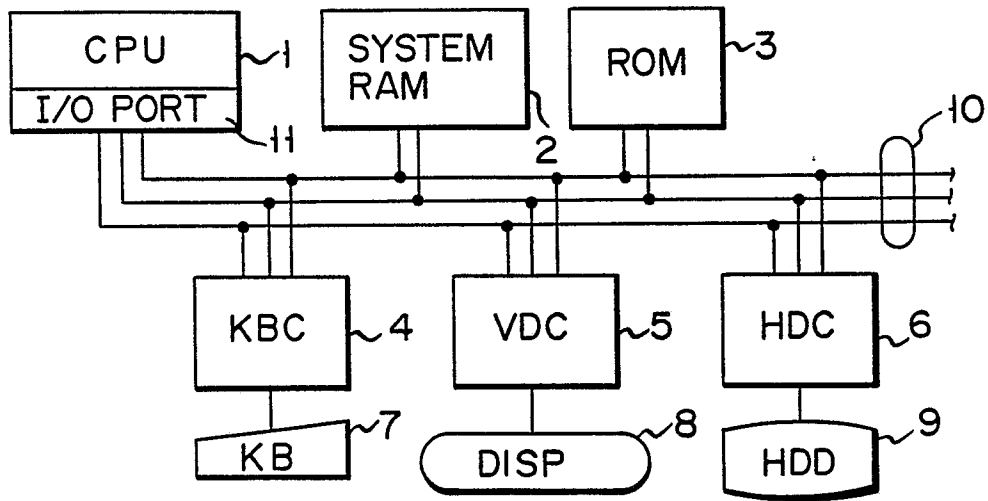 CPU
I/O PORT
1
11
SYSTEM
RAM
2
ROM
3
10
KBC
4
VDC
5
HDC
6
KB
7
DISP
8
HDD
9